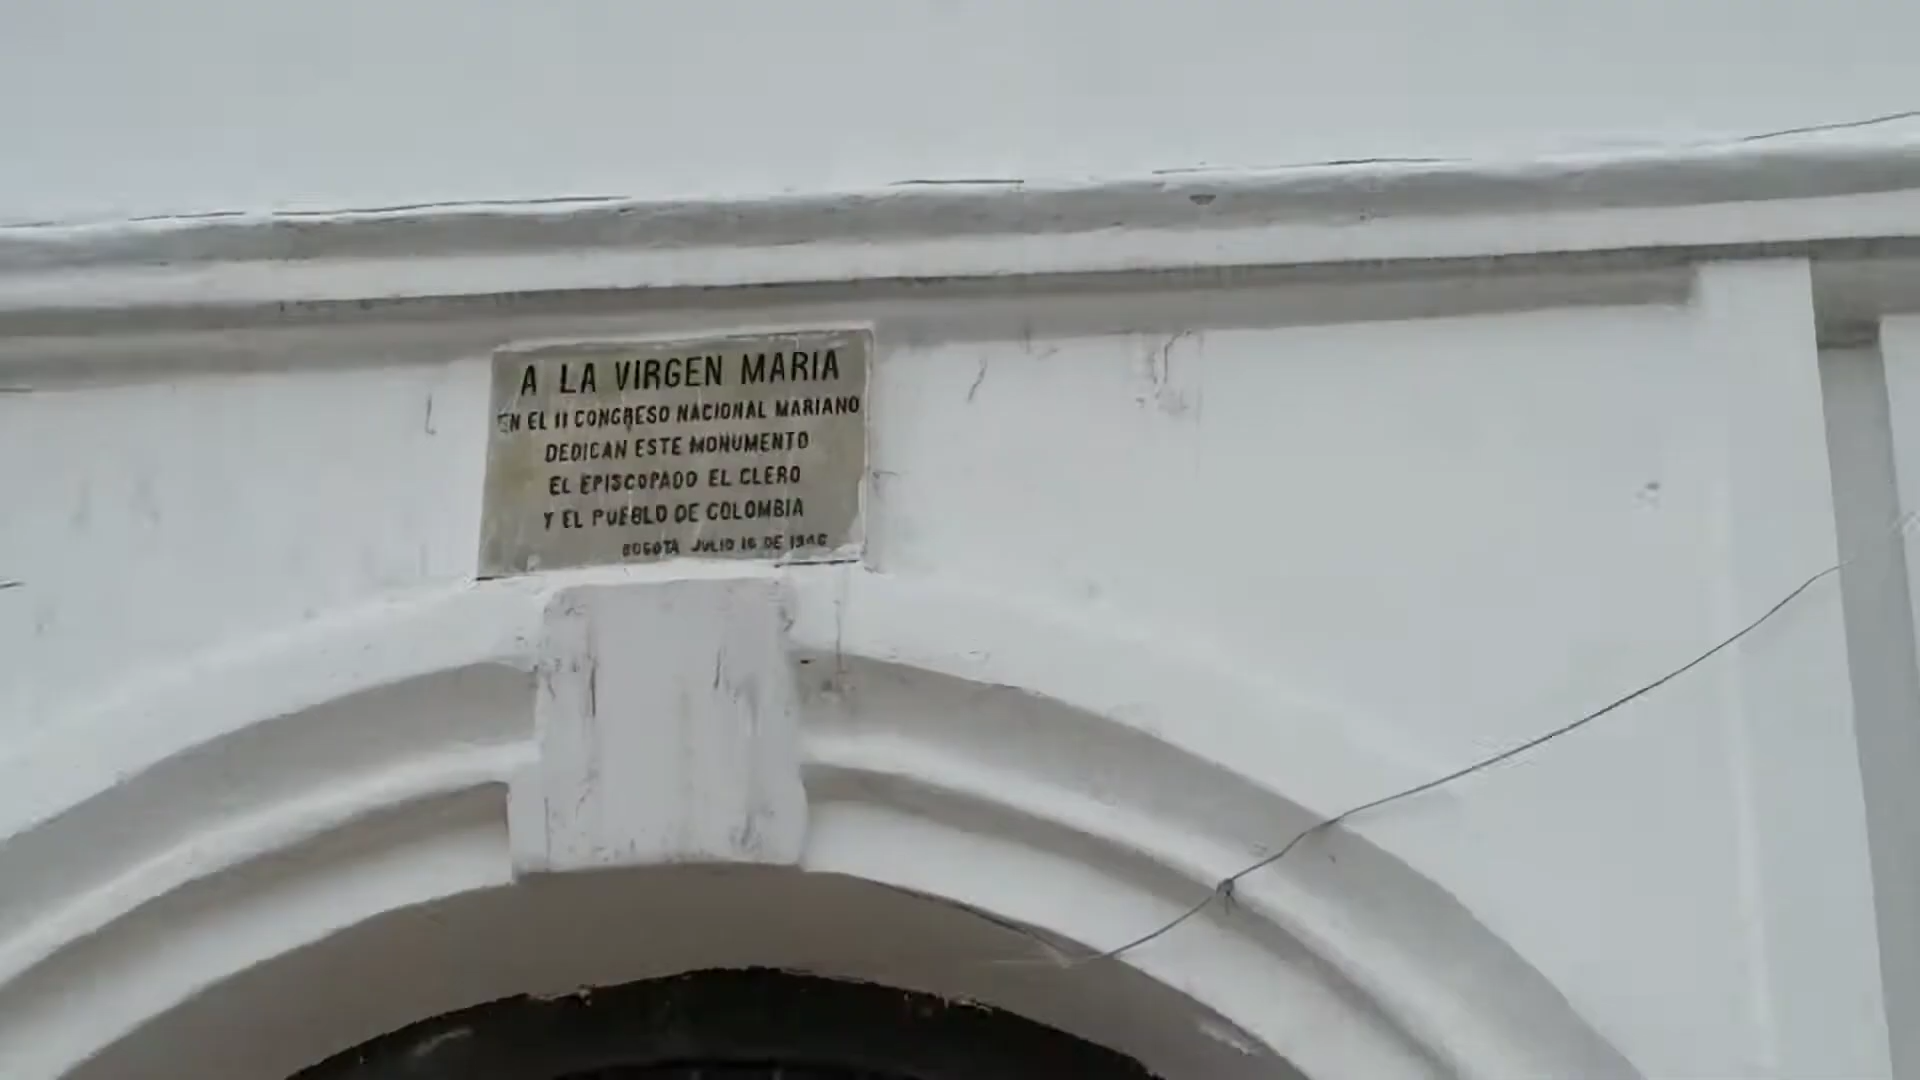 A LA VIRGEN MARIA
EN EL II CONGRESO NACIONAL MARIANO
DEDICAN ESTE MONUMENTO
EL EPISCOPADO EL CLERO
Y EL PUEBLO DE COLOMBIA
BOGOTA JULIO 16 DE 1946